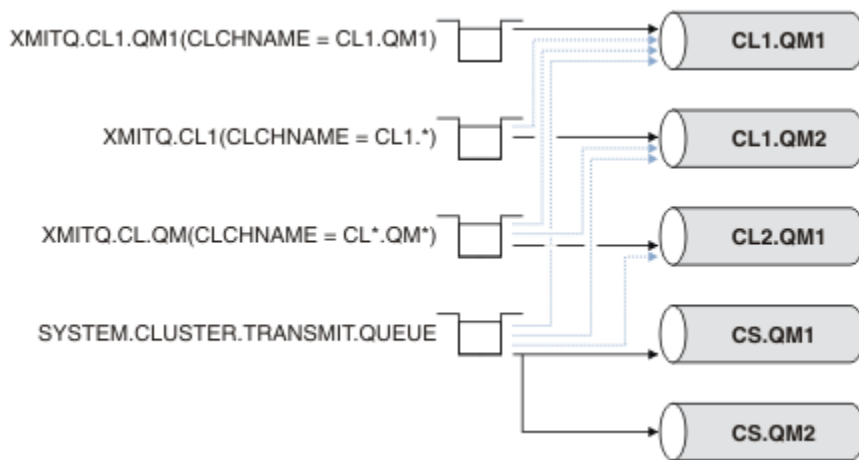 XMITQ.CL1.QM1(CLCHNAME = CL1.QM1)
CL1.QM1
XMITQ.CL1(CLCHNAME = CL1.*)
CL1.QM2
XMITQ.CL.QM(CLCHNAME = CL*.QM*)
CL2.QM1
SYSTEM.CLUSTER.TRANSMIT.QUEUE
CS.QM1
CS.QM2